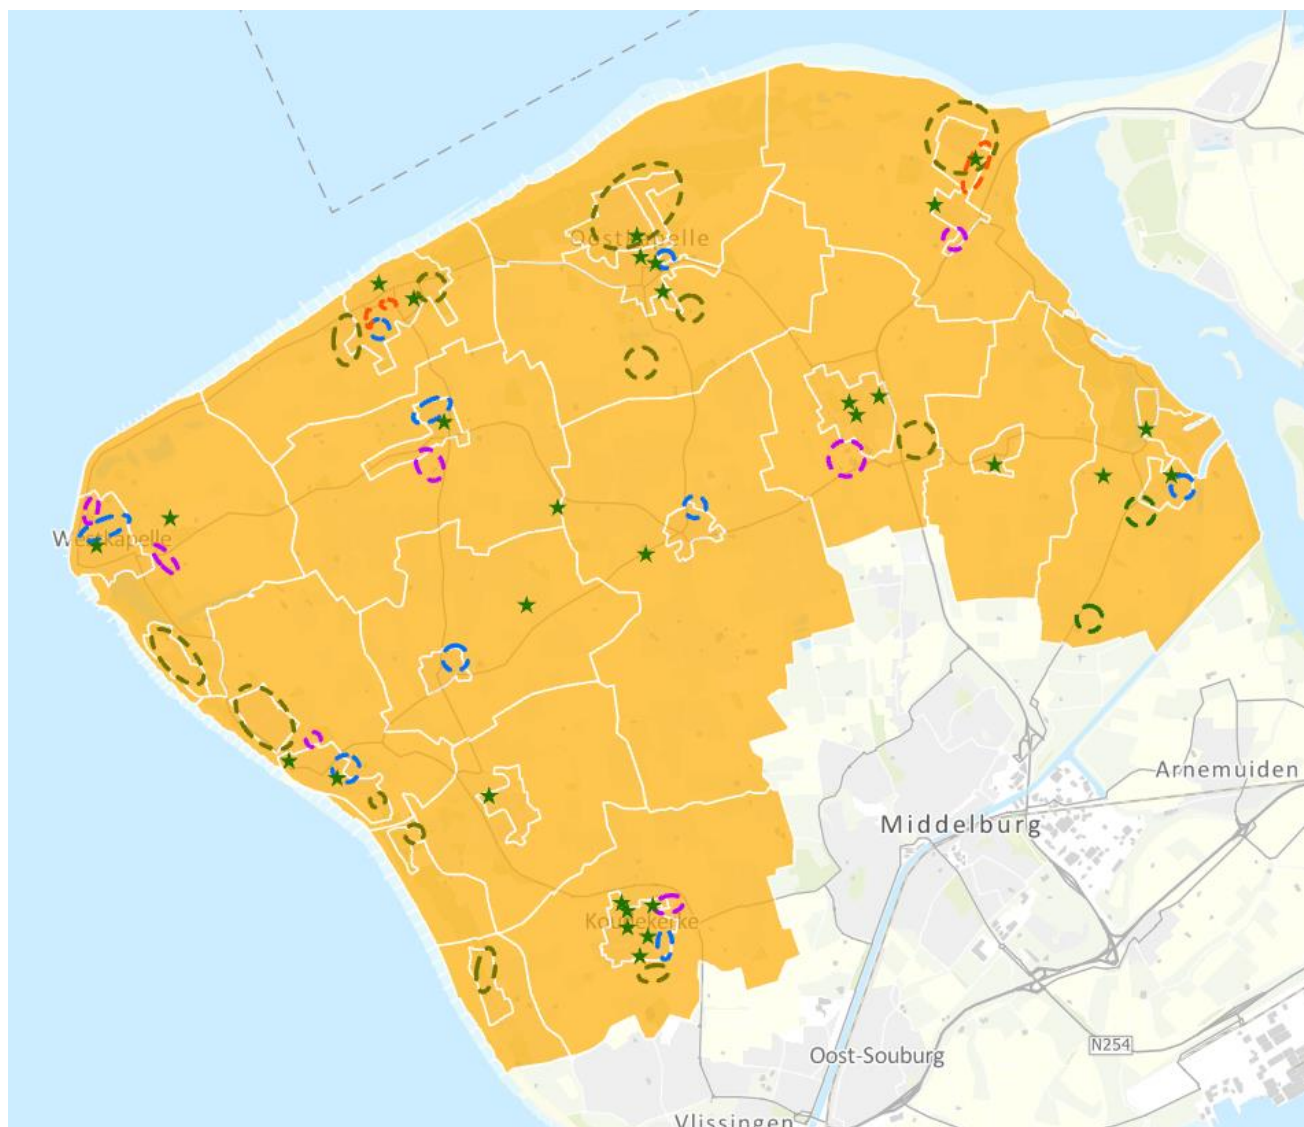 Oostkapelle
Westkapelle
Arnemuiden
Middelburg
Koudekerke
N254
Oost-Souburg
Vlissingen